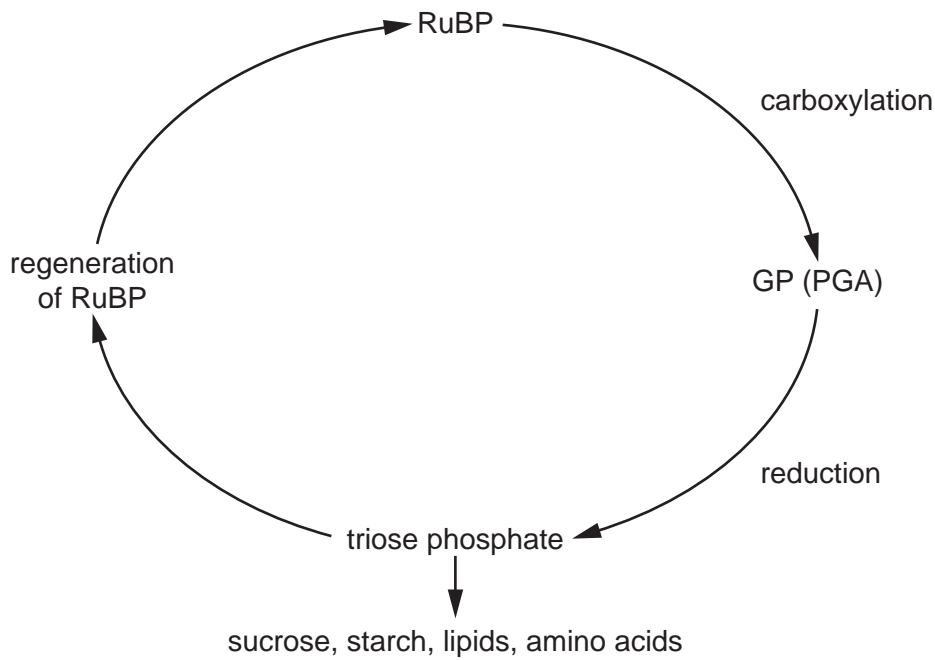 RuBP
carboxylation
regeneration
of RuBP
GP (PGA)
reduction
triose phosphate
sucrose, starch, lipids, amino acids